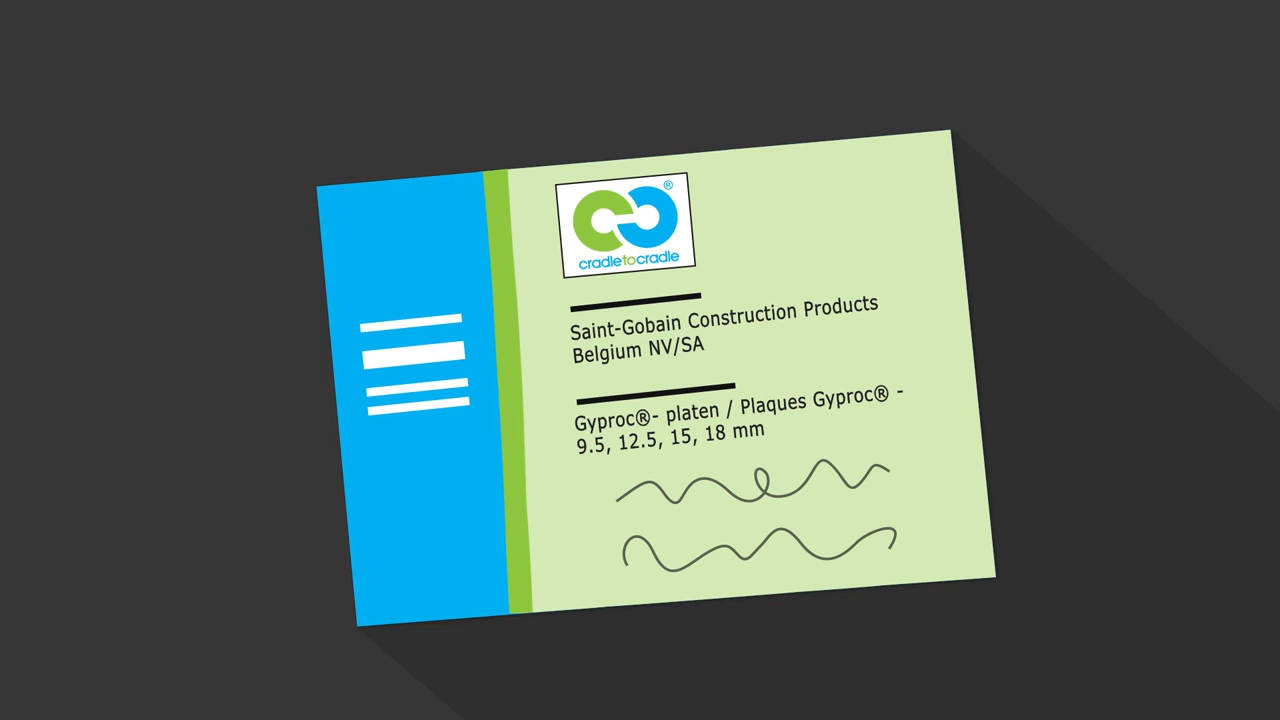 ®
cradletocradle
Saint-Gobain Construction Products
Belgium NV/SA
Gyproc®- platen / Plaques Gyproc® -
9.5, 12.5, 15, 18 mm